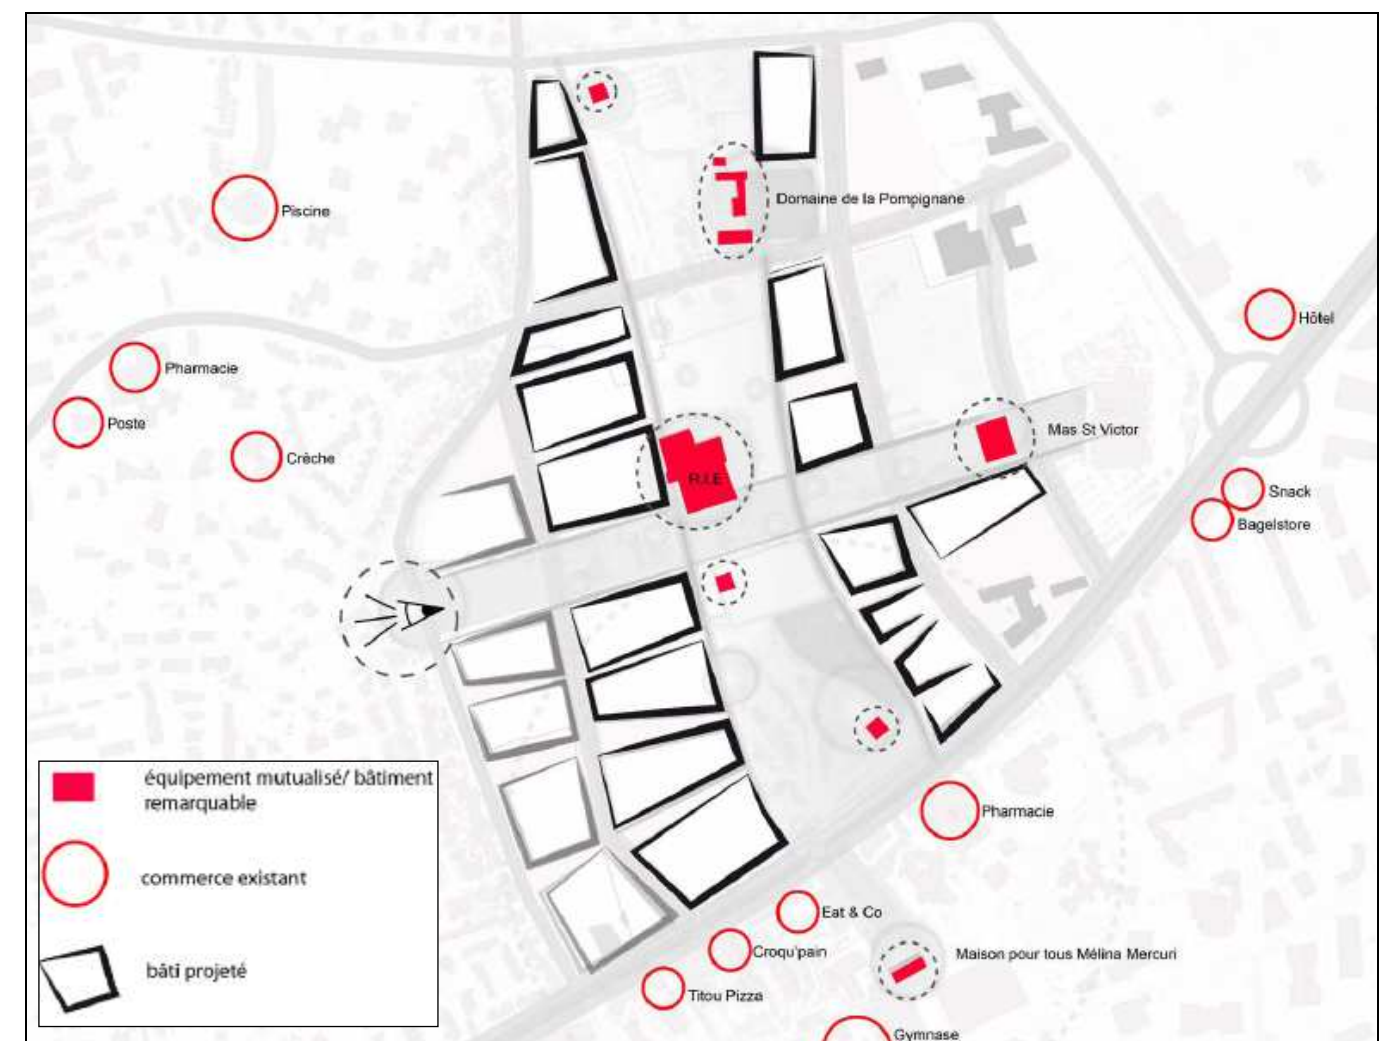 Piscine
Domaine de la Pompignane
Hôtel
Pharmacie
Poste
Crèche
Mas St Victor
R.I.E
Snack
Bagelstore
équipement mutualisé/ bâtiment
remarquable
commerce existant
bâti projeté
Pharmacie
Eat & Co
Croqu'pain
Titou Pizza
Maison pour tous Mélina Mercuri
Gymnase